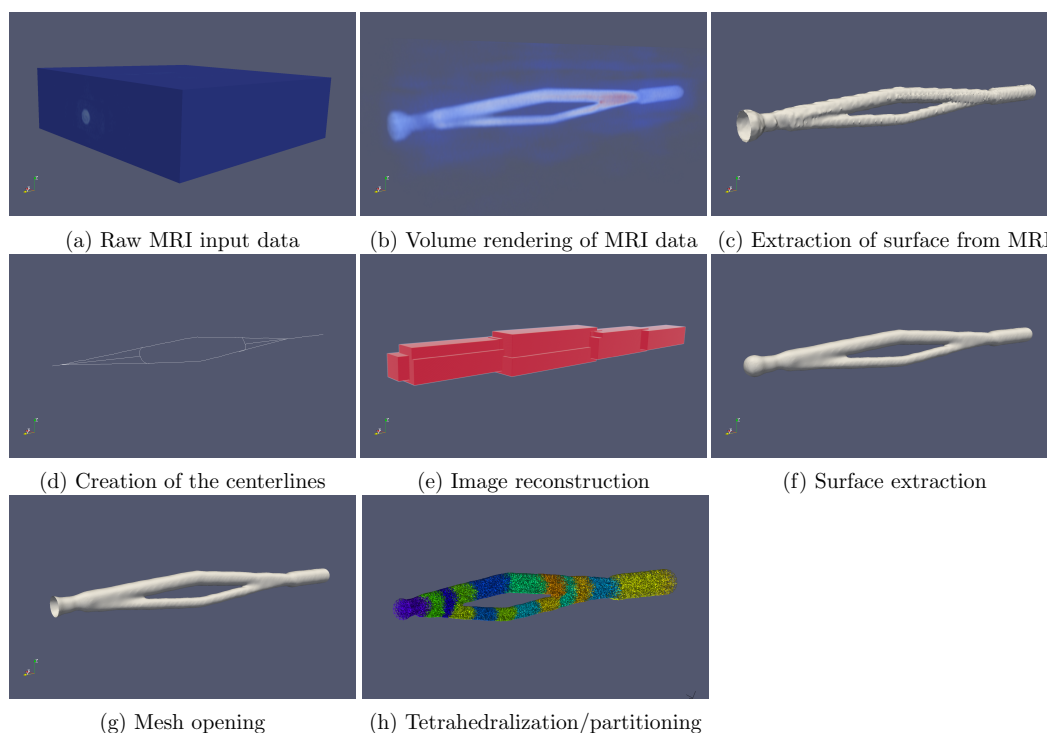 (a) Raw MRI input data
(b) Volume rendering of MRI data
(c) Extraction of surface from MRI
(d) Creation of the centerlines
(e) Image reconstruction
(f) Surface extraction
(g) Mesh opening
(h) Tetrahedralization/partitioning